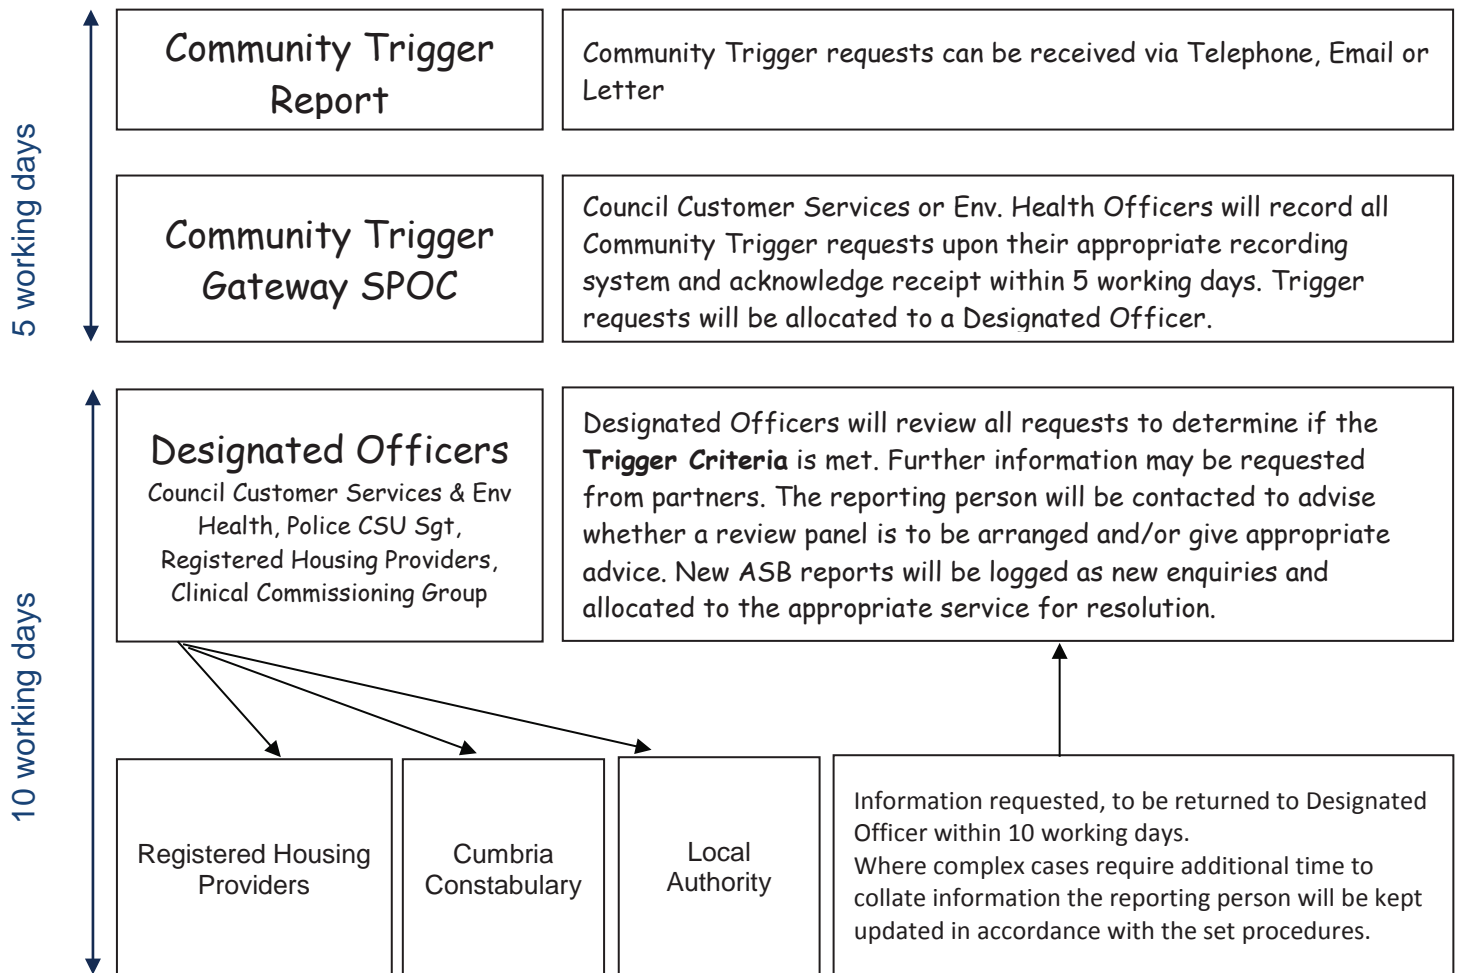 5 working days
Community Trigger
Report
Community Trigger requests can be received via Telephone, Email or
Letter
Community Trigger
Gateway SPOC
Council Customer Services or Env. Health Officers will record all
Community Trigger requests upon their appropriate recording
system and acknowledge receipt within 5 working days. Trigger
requests will be allocated to a Designated Officer.
10 working days
Designated Officers
Council Customer Services & Env
Health, Police CSU Sgt,
Registered Housing Providers,
Clinical Commissioning Group
Designated Officers will review all requests to determine if the
Trigger Criteria is met. Further information may be requested
from partners. The reporting person will be contacted to advise
whether a review panel is to be arranged and/or give appropriate
advice. New ASB reports will be logged as new enquiries and
allocated to the appropriate service for resolution.
Registered Housing
Providers
Cumbria
Constabulary
Local
Authority
Information requested, to be returned to Designated
Officer within 10 working days.
Where complex cases require additional time to
collate information the reporting person will be kept
updated in accordance with the set procedures.